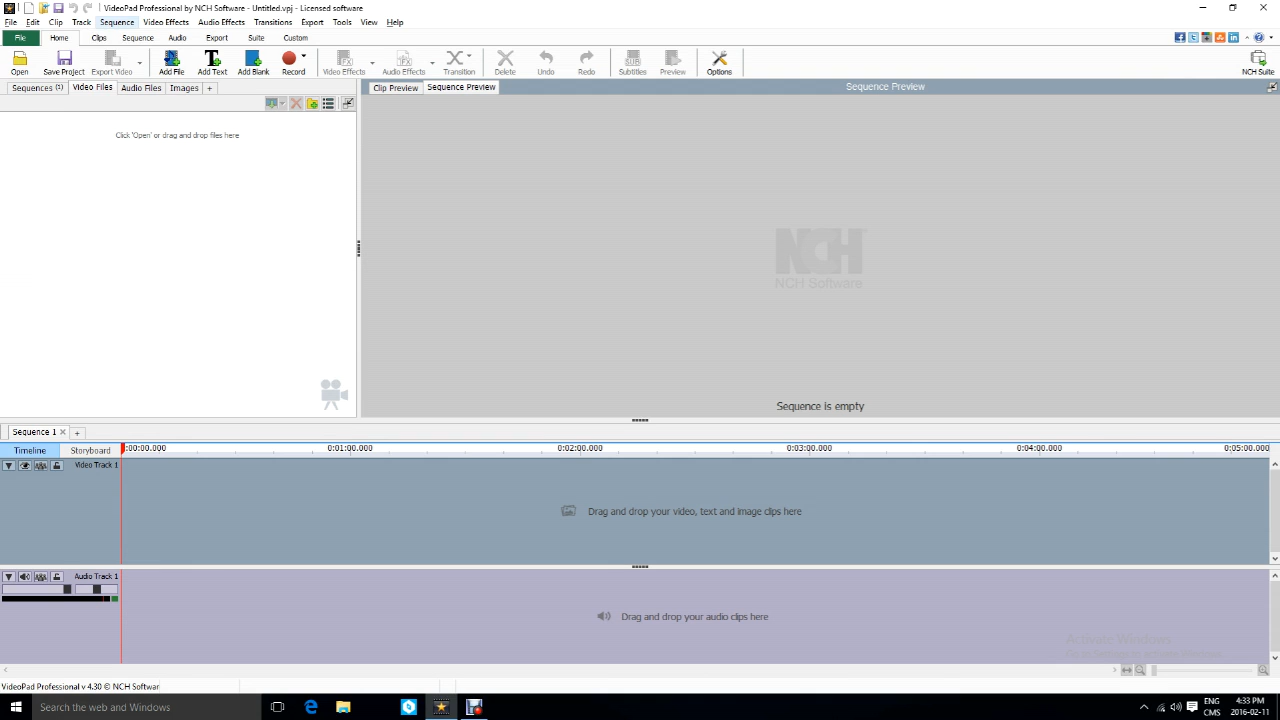 VideoPad Professional by NCH Software - Untitled.vpj - Licensed software
File Edit Clip Track Sequence Video Effects Audio Effects Transitions Export Tools View Help
File Home Clips Sequence Audio Export Suite Custom
Open Save Project Export Video Add File Add Text Add Blank Record Video Effects Audio Effects Transition Delete Undo Redo Subtitles Preview Options NCH Suite
Sequences (1) Video Files Audio Files Images + Clip Preview Sequence Preview Sequence Preview
Click 'Open' or drag and drop files here
NCH
NCH Software
Sequence is empty
Sequence 1 +
Timeline Storyboard :00:00.000 0:01:00.000 0:02:00.000 0:03:00.000 0:04:00.000 0:05:00.000
Video Track 1
Drag and drop your video, text and image clips here
Audio Track 1
Drag and drop your audio clips here
Activate Windows
Go to Settings to activate Windows.
VideoPad Professional v 4.30 © NCH Softwar
Search the web and Windows
ENG 4:33 PM
CMS 2016-02-11